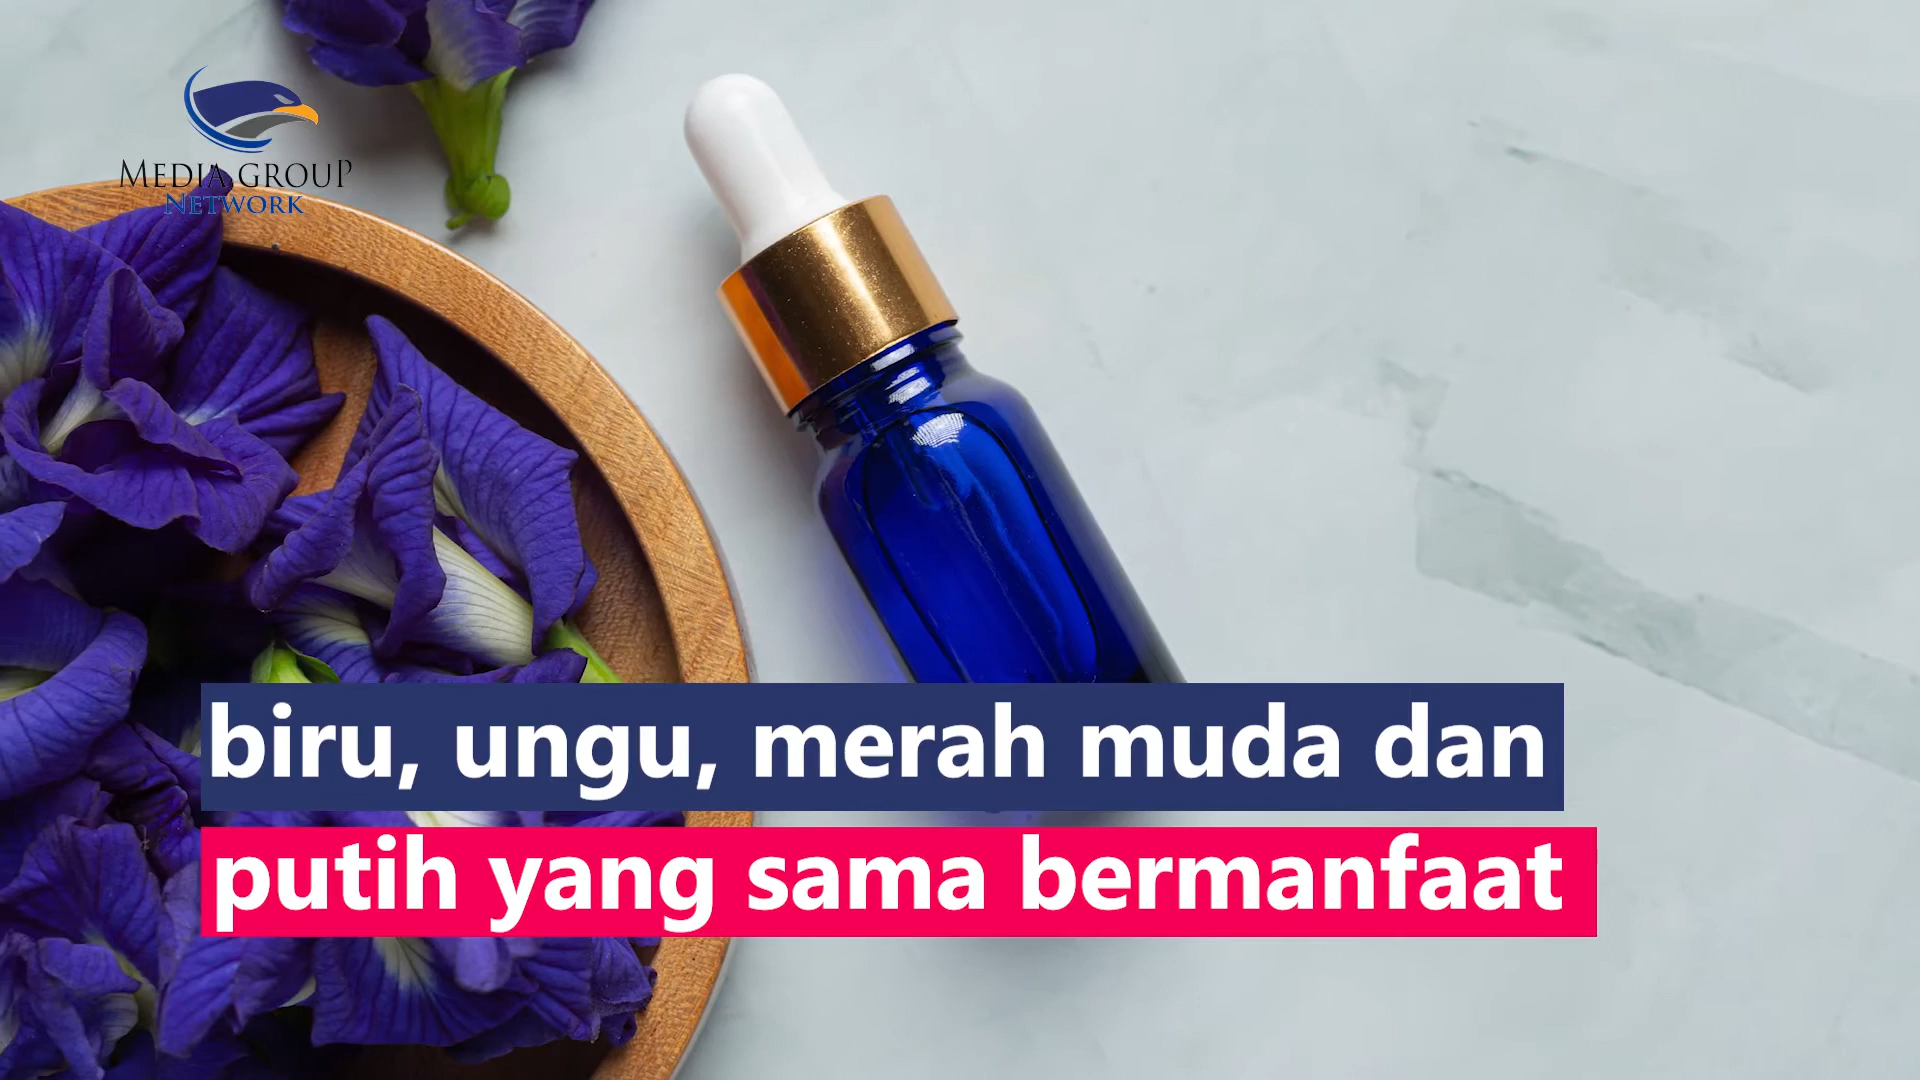 MEDIA GROUP
NETWORK
biru, ungu, merah muda dan
putih yang sama bermanfaat